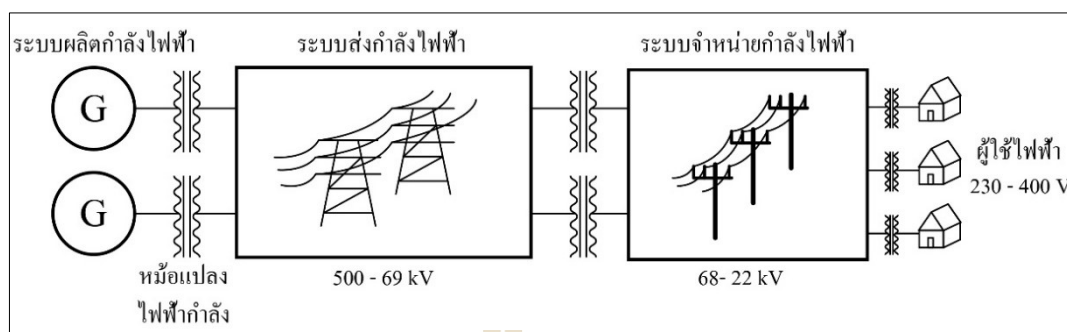 ระบบผลิตกำลังไฟฟ้า
ระบบส่งกำลังไฟฟ้า
ระบบจำหน่ายกำลังไฟฟ้า
G
G
หม้อแปลง
ไฟฟ้ากำลัง
500 - 69 kV
68- 22 kV
ผู้ใช้ไฟฟ้า
230 - 400 V